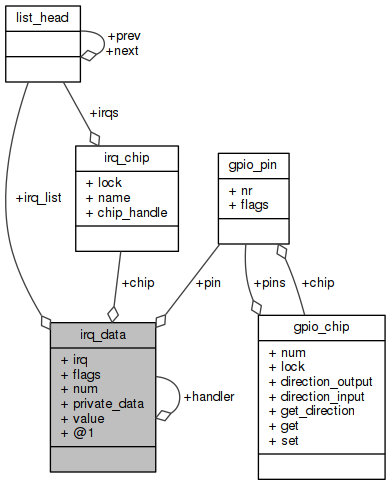 list_head
+prev
+next
+irqs
irq_chip
+ lock
+ name
+ chip_handle
gpio_pin
+ nr
+ flags
+irq_list
+chip
+pin
+pins
+chip
irq_data
+ irq
+ flags
+ num
+ private_data
+ value
+ @1
+handler
gpio_chip
+ num
+ lock
+ direction_output
+ direction_input
+ get_direction
+ get
+ set